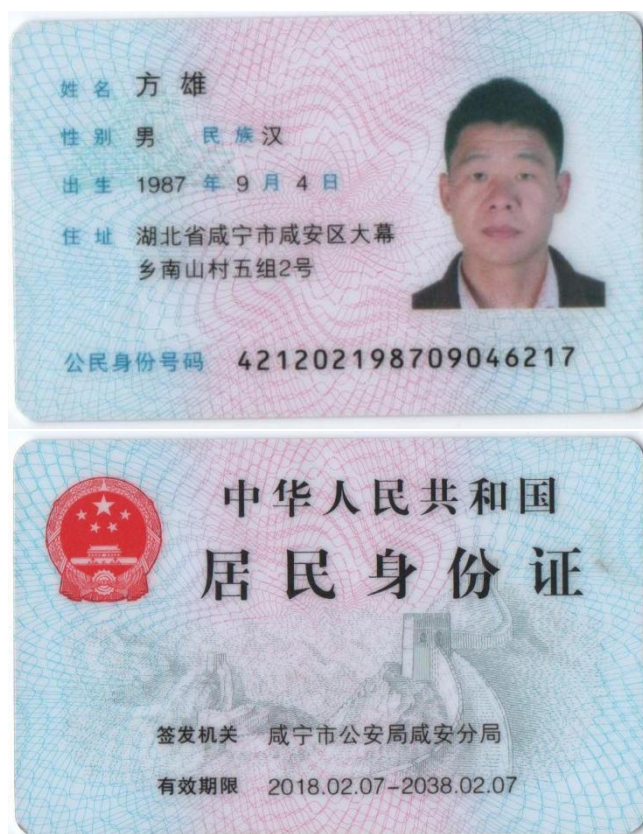 姓名 方雄
性别 男 民族 汉
出生 1987 年 9 月 4 日
住址 湖北省咸宁市咸安区大幕
乡南山村五组2号
公民身份号码 421202198709046217
中华人民共和国
居民身份证
签发机关 咸宁市公安局咸安分局
有效期限 2018.02.07-2038.02.07